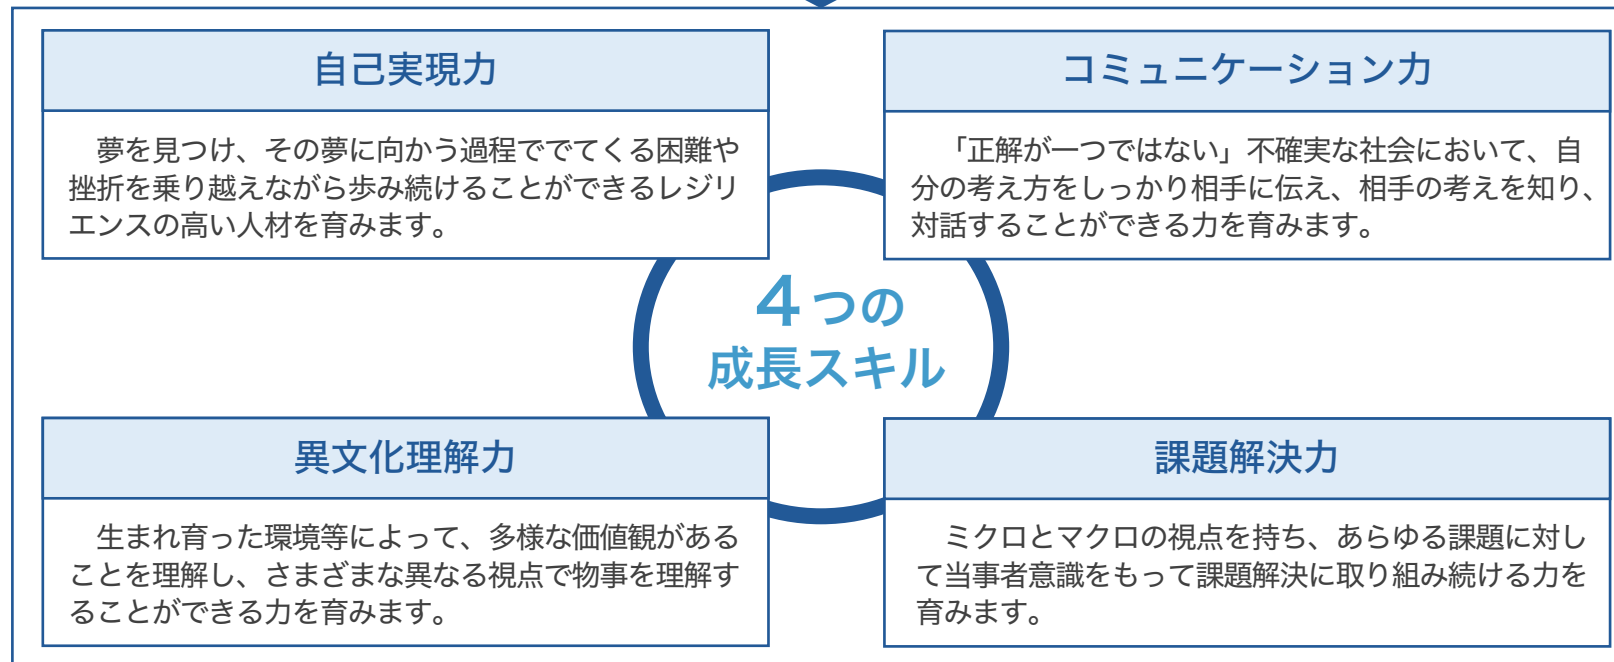 自己実現力
夢を見つけ、その夢に向かう過程ででてくる困難や
挫折を乗り越えながら歩み続けることができるレジリ
エンスの高い人材を育みます。
コミュニケーション力
「正解が一つではない」不確実な社会において、自
分の考え方をしっかり相手に伝え、相手の考えを知り、
対話することができる力を育みます。
4つの
成長スキル
異文化理解力
生まれ育った環境等によって、多様な価値観がある
ことを理解し、さまざまな異なる視点で物事を理解す
ることができる力を育みます。
課題解決力
ミクロとマクロの視点を持ち、あらゆる課題に対し
て当事者意識をもって課題解決に取り組み続ける力を
育みます。